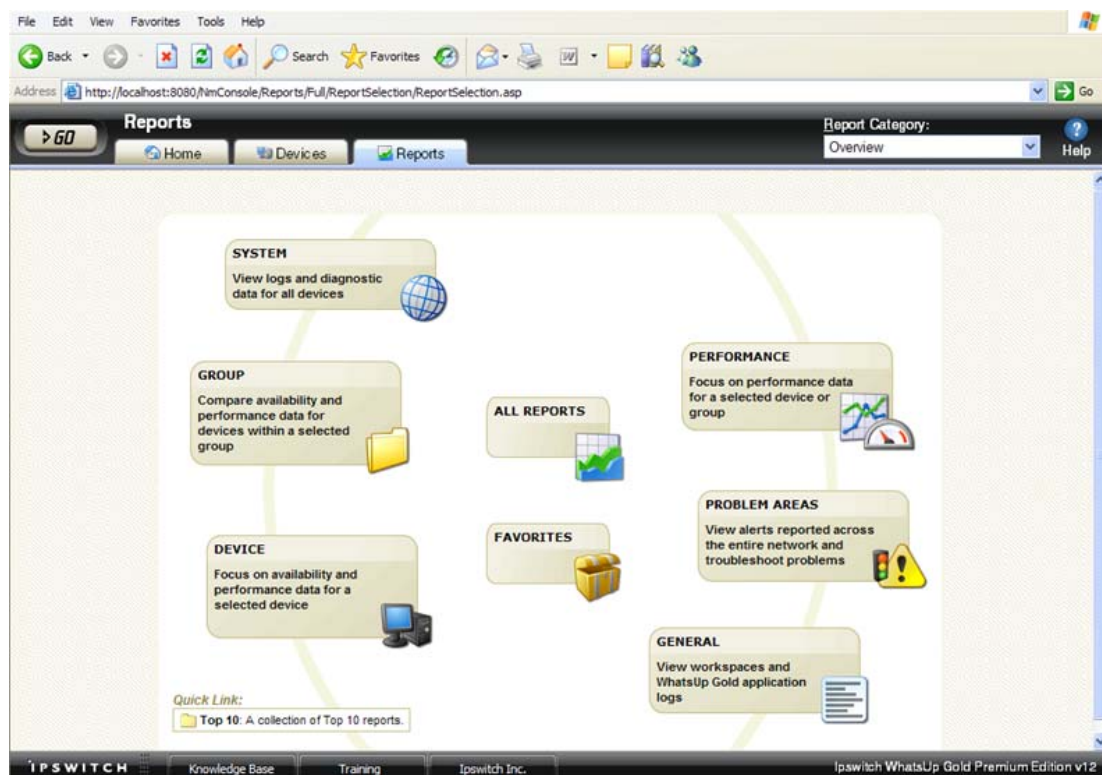 File Edit View Favorites Tools Help
Back Search Favorites
Address http://localhost:8080/NmConsole/Reports/Full/ReportSelection/ReportSelection.asp Go
GO Reports Report Category:
Home Devices Reports Overview Help
SYSTEM
View logs and diagnostic
data for all devices
GROUP
Compare availability and
performance data for
devices within a selected
group
DEVICE
Focus on availability and
performance data for a
selected device
ALL REPORTS
FAVORITES
PERFORMANCE
Focus on performance data
for a selected device or
group
PROBLEM AREAS
View alerts reported across
the entire network and
troubleshoot problems
GENERAL
View workspaces and
WhatsUp Gold application
logs
Quick Link:
Top 10: A collection of Top 10 reports.
IPSWITCH Knowledge Base Training Ipswitch Inc. Ipswitch WhatsUp Gold Premium Edition v12